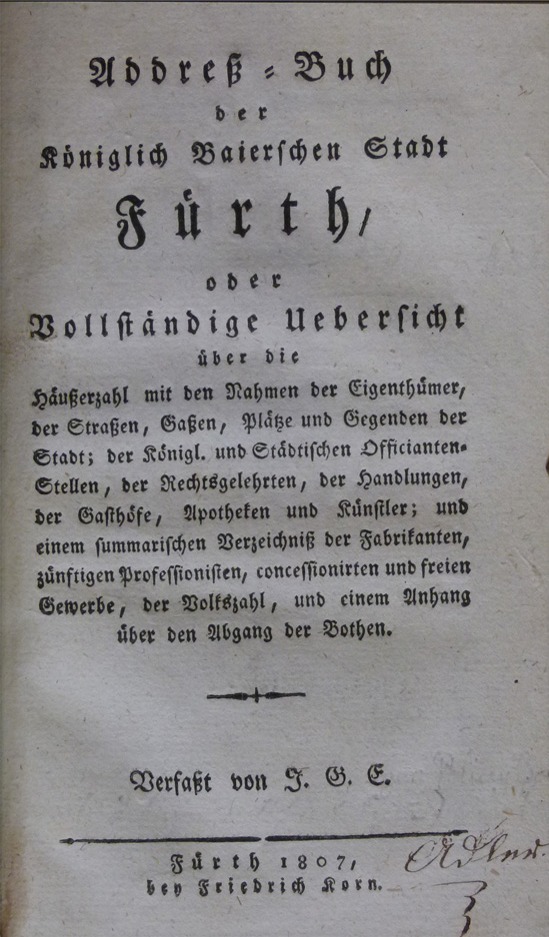 Addreß-Buch
der
Königlich Baierschen Stadt
Fürth,
oder
Vollständige Uebersicht
über die
Häußerzahl mit den Nahmen der Eigenthümer,
der Straßen, Gaßen, Plätze und Gegenden der
Stadt; der Königl. und Städtischen Officianten-
Stellen, der Rechtsgelehrten, der Handlungen,
der Gasthöfe, Apotheken und Künstler; und
einem summarischen Verzeichniß der Fabrikanten,
zünftigen Professionisten, concessionirten und freien
Gewerbe, der Volkszahl, und einem Anhang
über den Abgang der Bothen.
Verfaßt von J. G. E.
Fürth 1807,
bey Friedrich Korn.
Adler